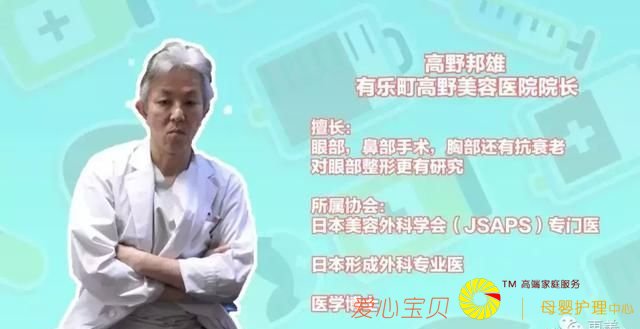 高野邦雄
有乐町高野美容医院院长
擅长:
眼部,鼻部手术,胸部还有抗衰老
对眼部整形更有研究
所属协会:
日本美容外科学会(JSAPS)专门医
日本形成外科专业医
医学博
爱心宝贝
TM 高端家庭服务
母婴护理中心